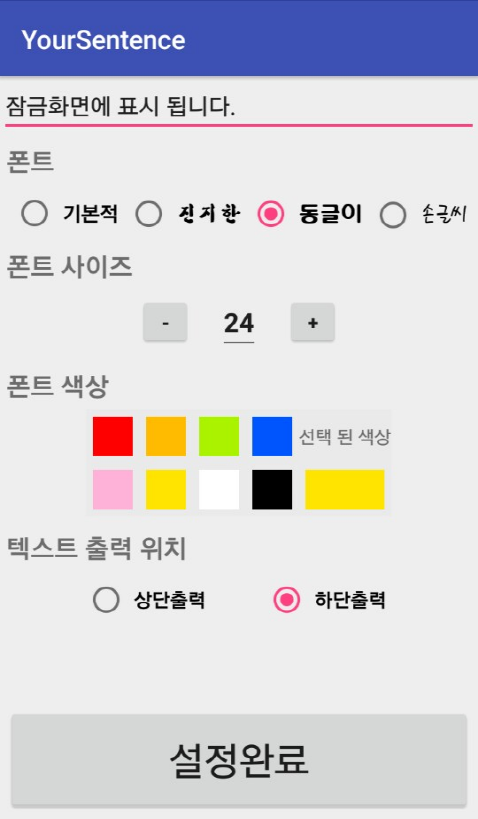 YourSentence
잠금화면에 표시 됩니다.
폰트
기본적 진지한 동글이 손글씨
폰트 사이즈
- 24 +
폰트 색상
선택 된 색상
텍스트 출력 위치
상단출력 하단출력
설정완료